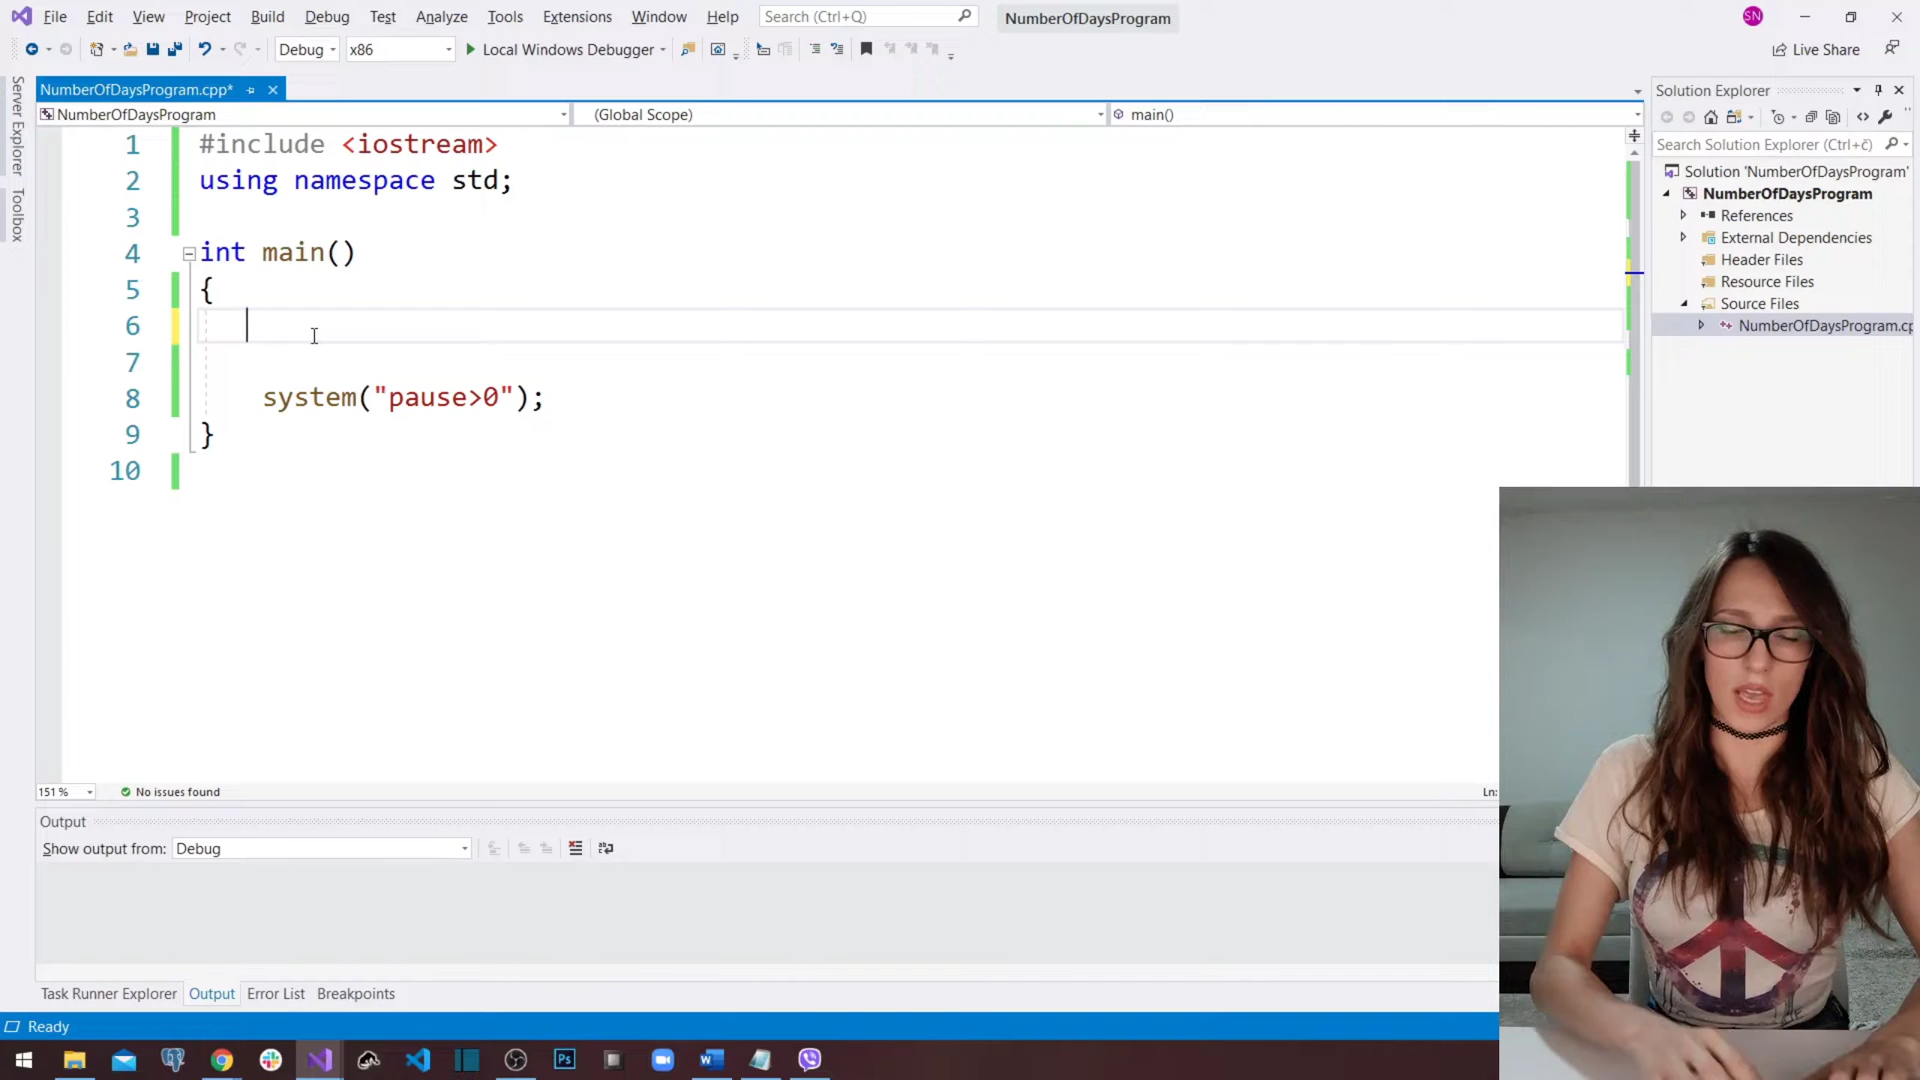 File Edit View Project Build Debug Test Analyze Tools Extensions Window Help Search (Ctrl+Q) NumberOfDaysProgram SN
Debug x86 Local Windows Debugger Live Share
Server Explorer
Toolbox
NumberOfDaysProgram.cpp*
NumberOfDaysProgram (Global Scope) main()
1 #include <iostream>
2 using namespace std;
3
4 int main()
5 {
6
7
8 system("pause>0");
9 }
10
Solution Explorer
Search Solution Explorer (Ctrl+č)
Solution 'NumberOfDaysProgram'
NumberOfDaysProgram
References
External Dependencies
Header Files
Resource Files
Source Files
NumberOfDaysProgram.cp
151 % No issues found Ln:
Output
Show output from: Debug
Task Runner Explorer Output Error List Breakpoints
Ready
Ps